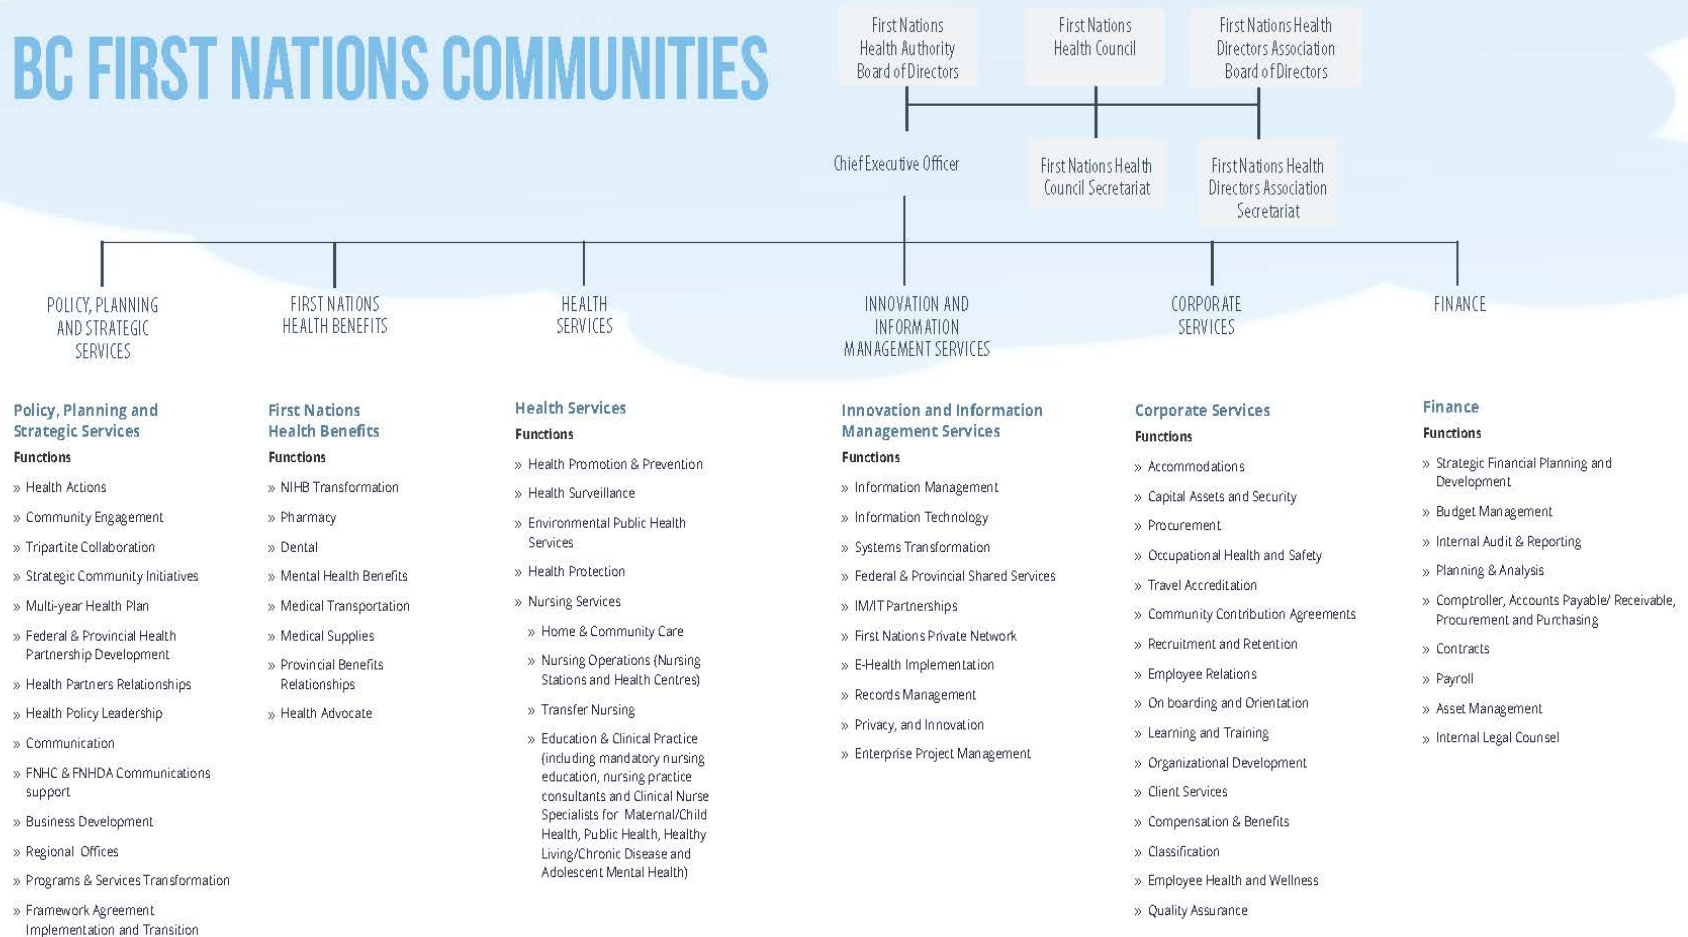 BC FIRST NATIONS COMMUNITIES
First Nations
Health Authority
Board of Directors
First Nations
Health Council
First Nations Health
Directors Association
Board of Directors
Chief Executive Officer
First Nations Health
Council Secretariat
First Nations Health
Directors Association
Secretariat
POLICY, PLANNING
AND STRATEGIC
SERVICES
FIRST NATIONS
HEALTH BENEFITS
HEALTH
SERVICES
INNOVATION AND
INFORMATION
MANAGEMENT SERVICES
CORPORATE
SERVICES
FINANCE
Policy, Planning and
Strategic Services
Functions
» Health Actions
» Community Engagement
» Tripartite Collaboration
» Strategic Community Initiatives
» Multi-year Health Plan
» Federal & Provincial Health
Partnership Development
» Health Partners Relationships
» Health Policy Leadership
» Communication
» FNHC & FNHDA Communications
support
» Business Development
» Regional Offices
» Programs & Services Transformation
» Framework Agreement
Implementation and Transition
First Nations
Health Benefits
Functions
» NIHB Transformation
» Pharmacy
» Dental
» Mental Health Benefits
» Medical Transportation
» Medical Supplies
» Provincial Benefits
Relationships
» Health Advocate
Health Services
Functions
» Health Promotion & Prevention
» Health Surveillance
» Environmental Public Health
Services
» Health Protection
» Nursing Services
» Home & Community Care
» Nursing Operations (Nursing
Stations and Health Centres)
» Transfer Nursing
» Education & Clinical Practice
(including mandatory nursing
education, nursing practice
consultants and Clinical Nurse
Specialists for Maternal/Child
Health, Public Health, Healthy
Living/Chronic Disease and
Adolescent Mental Health)
Innovation and Information
Management Services
Functions
» Information Management
» Information Technology
» Systems Transformation
» Federal & Provincial Shared Services
» IM/IT Partnerships
» First Nations Private Network
» E-Health Implementation
» Records Management
» Privacy, and Innovation
» Enterprise Project Management
Corporate Services
Functions
» Accommodations
» Capital Assets and Security
» Procurement
» Occupational Health and Safety
» Travel Accreditation
» Community Contribution Agreements
» Recruitment and Retention
» Employee Relations
» On boarding and Orientation
» Learning and Training
» Organizational Development
» Client Services
» Compensation & Benefits
» Classification
» Employee Health and Wellness
» Quality Assurance
Finance
Functions
» Strategic Financial Planning and
Development
» Budget Management
» Internal Audit & Reporting
» Planning & Analysis
» Comptroller, Accounts Payable/ Receivable,
Procurement and Purchasing
» Contracts
» Payroll
» Asset Management
» Internal Legal Counsel